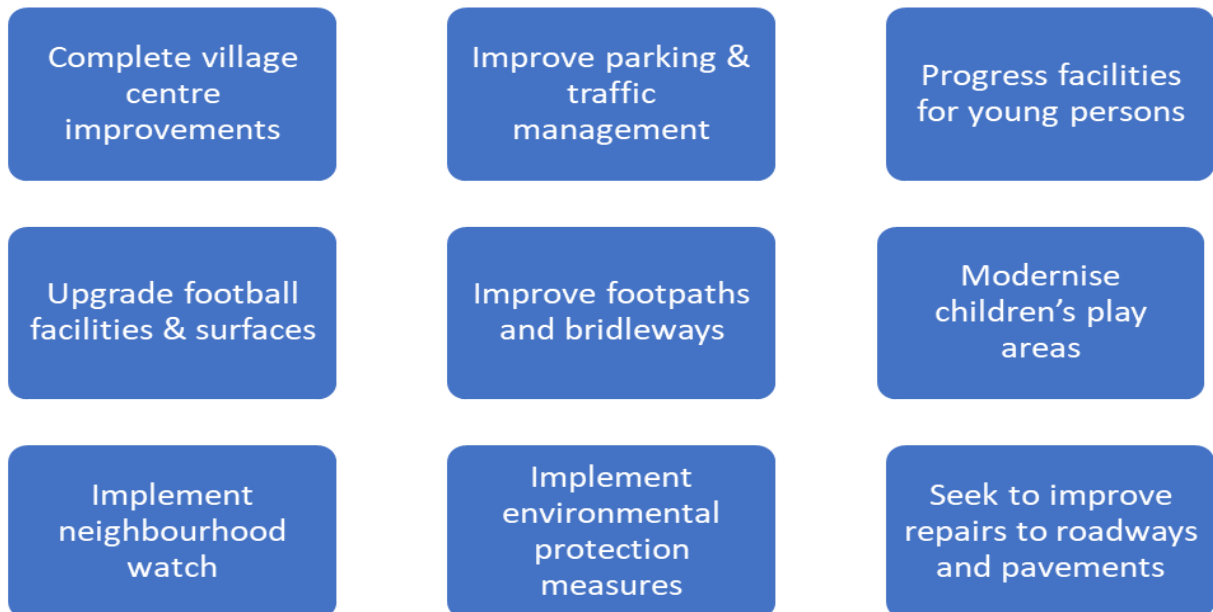 Complete village
centre
improvements
Improve parking &
traffic
management
Progress facilities
for young persons
Upgrade football
facilities & surfaces
Improve footpaths
and bridleways
Modernise
children’s play
areas
Implement
neighbourhood
watch
Implement
environmental
protection
measures
Seek to improve
repairs to roadways
and pavements